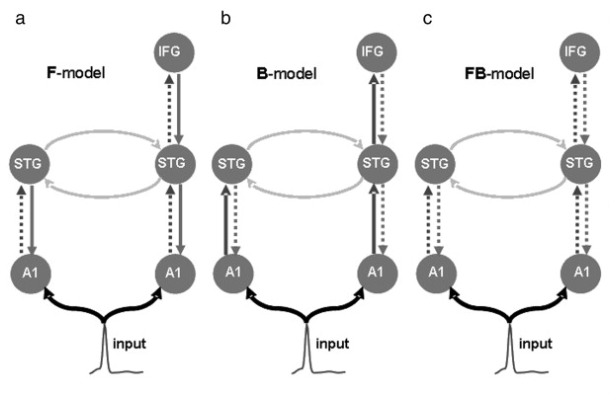 a
b
c
IFG
IFG
IFG
F-model
B-model
FB-model
STG
STG
STG
STG
STG
STG
A1
A1
A1
A1
A1
A1
input
input
input